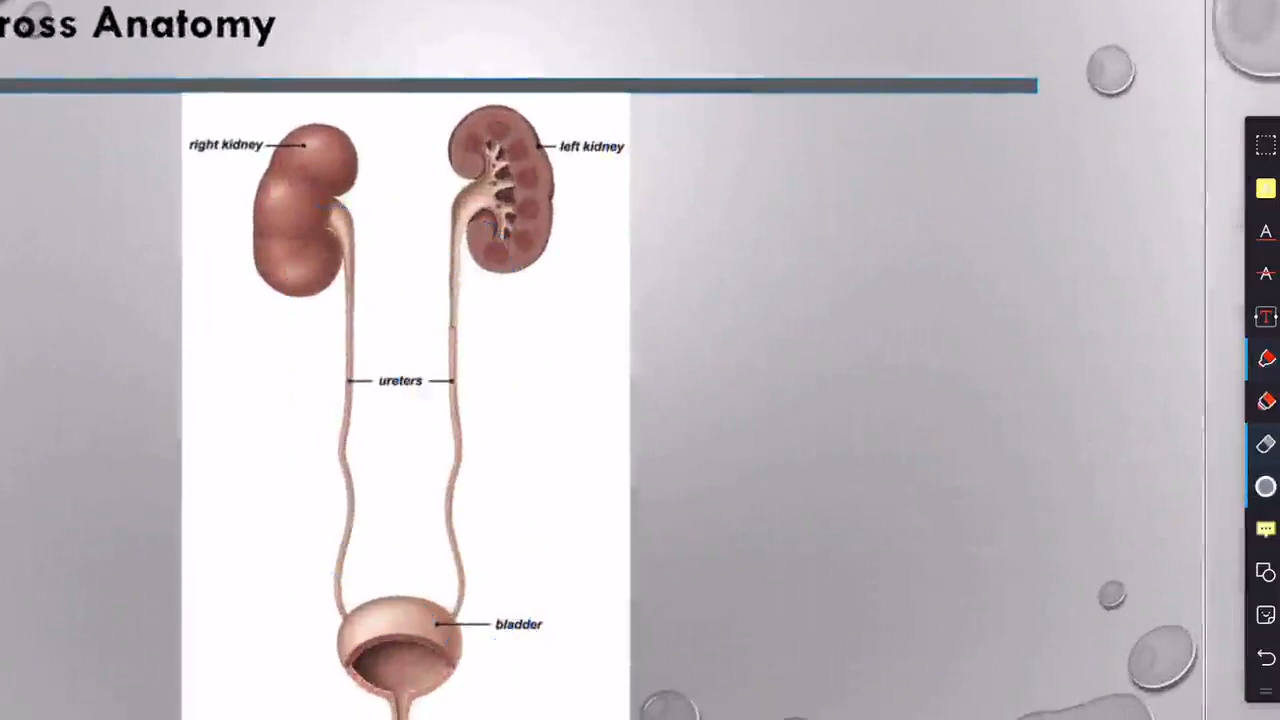 ross Anatomy
right kidney
left kidney
ureters
bladder